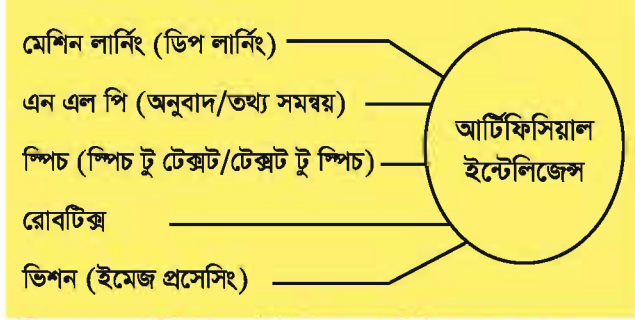 মেশিন লার্নিং (ডিপ লার্নিং)
এন এল পি (অনুবাদ/তথ্য সমন্বয়)
স্পিচ (স্পিচ টু টেক্সট/টেক্সট টু স্পিচ)
রোবটিক্স
ভিশন (ইমেজ প্রসেসিং)
আর্টিফিসিয়াল
ইন্টেলিজেন্স